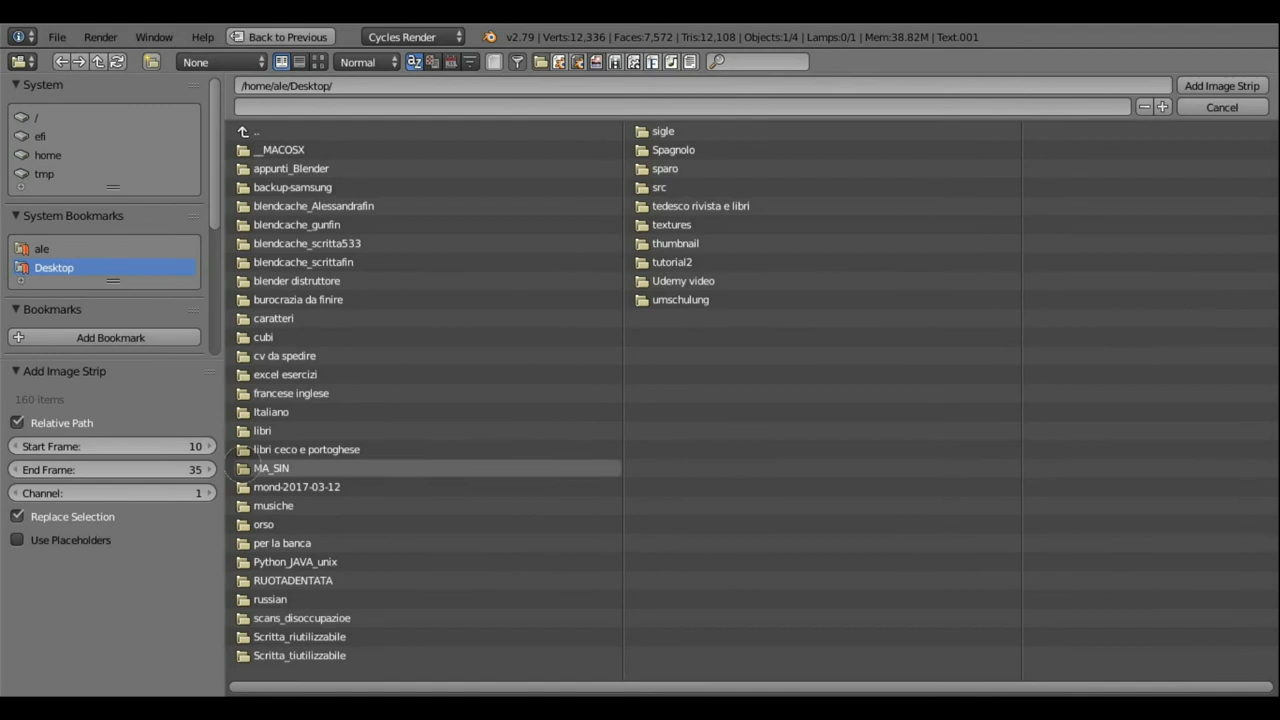 File Render Window Help Back to Previous Cycles Render v2.79 | Verts:12,336 | Faces:7,572 | Tris:12,108 | Objects:1/4 | Lamps:0/1 | Mem:38.82M | Text.001
None Normal
System
/
efi
home
tmp
System Bookmarks
ale
Desktop
Bookmarks
Add Bookmark
Add Image Strip
160 items
Relative Path
Start Frame: 10
End Frame: 35
Channel: 1
Replace Selection
Use Placeholders
/home/ale/Desktop/ Add Image Strip
Cancel
..
__MACOSX
appunti_Blender
backup-samsung
blendcache_Alessandrafin
blendcache_gunfin
blendcache_scritta533
blendcache_scrittafin
blender distruttore
burocrazia da finire
caratteri
cubi
cv da spedire
excel esercizi
francese inglese
Italiano
libri
libri ceco e portoghese
MA_SIN
mond-2017-03-12
musiche
orso
per la banca
Python_JAVA_unix
RUOTADENTATA
russian
scans_disoccupazioe
Scritta_riutilizzabile
Scritta_tiutilizzabile
sigle
Spagnolo
sparo
src
tedesco rivista e libri
textures
thumbnail
tutorial2
Udemy video
umschulung